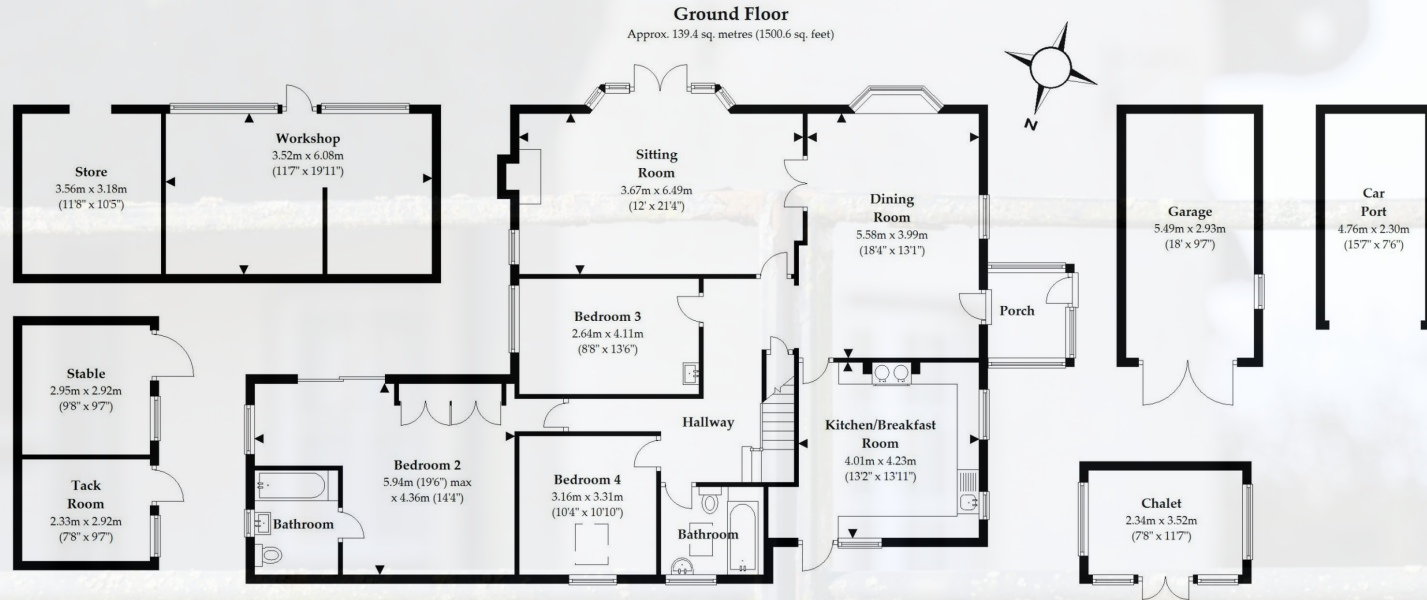 Ground Floor
Approx. 139.4 sq. metres (1500.6 sq. feet)
N
Store
3.56m x 3.18m
(11'8" x 10'5")
Workshop
3.52m x 6.08m
(11'7" x 19'11")
Sitting
Room
3.67m x 6.49m
(12' x 21'4")
Dining
Room
5.58m x 3.99m
(18'4" x 13'1")
Garage
5.49m x 2.93m
(18' x 9'7")
Car
Port
4.76m x 2.30m
(15'7" x 7'6")
Porch
Bedroom 3
2.64m x 4.11m
(8'8" x 13'6")
Stable
2.95m x 2.92m
(9'8" x 9'7")
Tack
Room
2.33m x 2.92m
(7'8" x 9'7")
Hallway
Kitchen/Breakfast
Room
4.01m x 4.23m
(13'2" x 13'11")
Bedroom 2
5.94m (19'6") max
x 4.36m (14'4")
Bedroom 4
3.16m x 3.31m
(10'4" x 10'10")
Bathroom
Bathroom
Chalet
2.34m x 3.52m
(7'8" x 11'7")